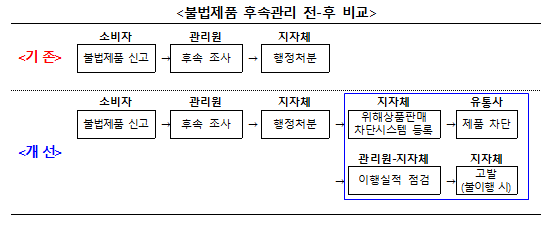 <불법제품 후속관리 전-후 비교>
소비자 관리원 지자체
<기 존> 불법제품 신고 → 후속 조사 → 행정처분
소비자 관리원 지자체 지자체 유통사
불법제품 신고 → 후속 조사 → 행정처분 → 위해상품판매 차단시스템 등록 → 제품 차단
<개 선>
관리원-지자체 지자체
→ 이행실적 점검 → 고발
(불이행 시)